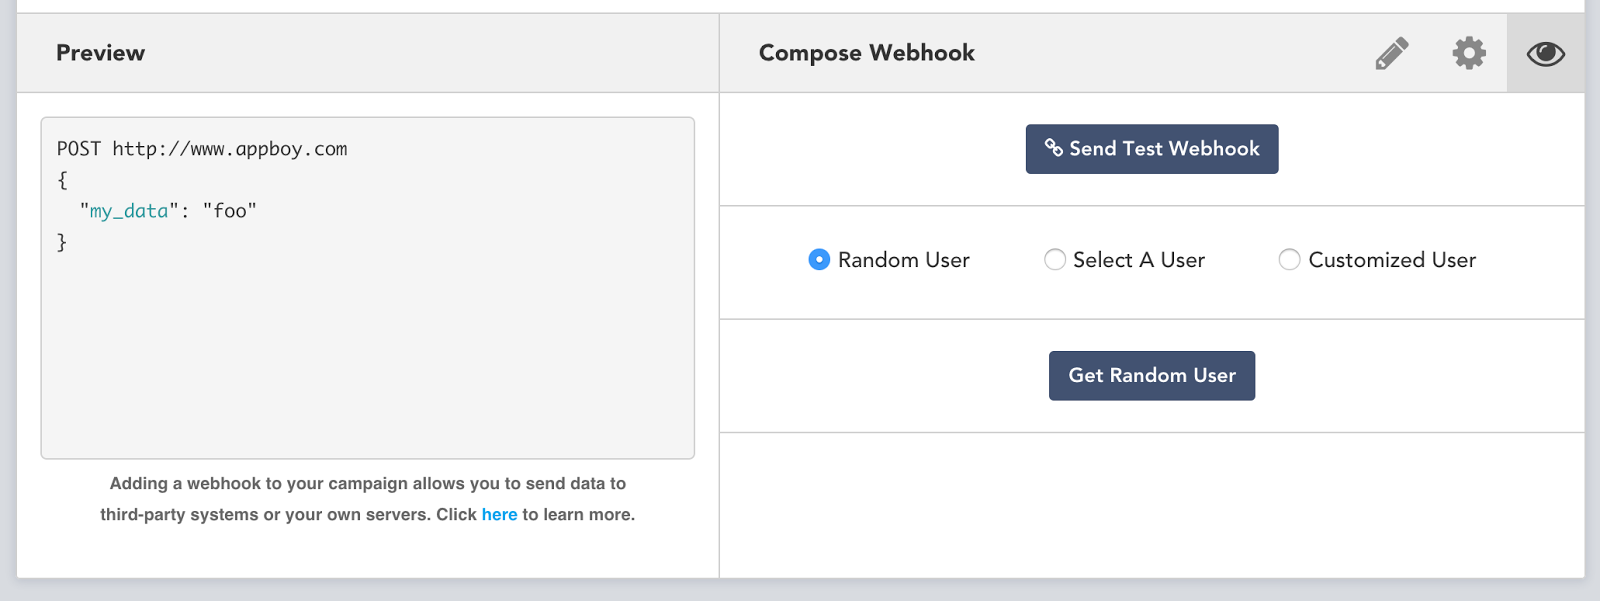 Preview
POST http://www.appboy.com
{
  "my_data": "foo"
}
Adding a webhook to your campaign allows you to send data to
third-party systems or your own servers. Click here to learn more.
Compose Webhook
Send Test Webhook
Random User Select A User Customized User
Get Random User